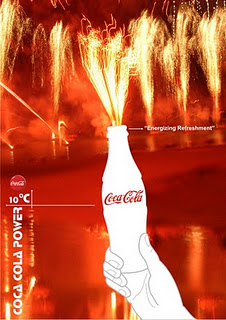 "Energizing Refreshment"
Coca-Cola
Coca-Cola
10°C
COCA COLA POWER